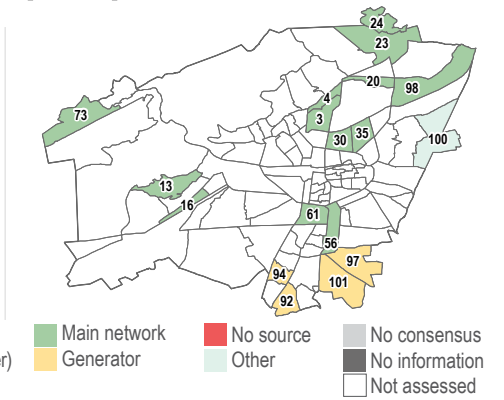 24
23
20
98
73
4
3
30
35
100
13
16
61
56
97
94
101
92
Main network
No source
No consensus
er)
Generator
Other
No information
Not assessed